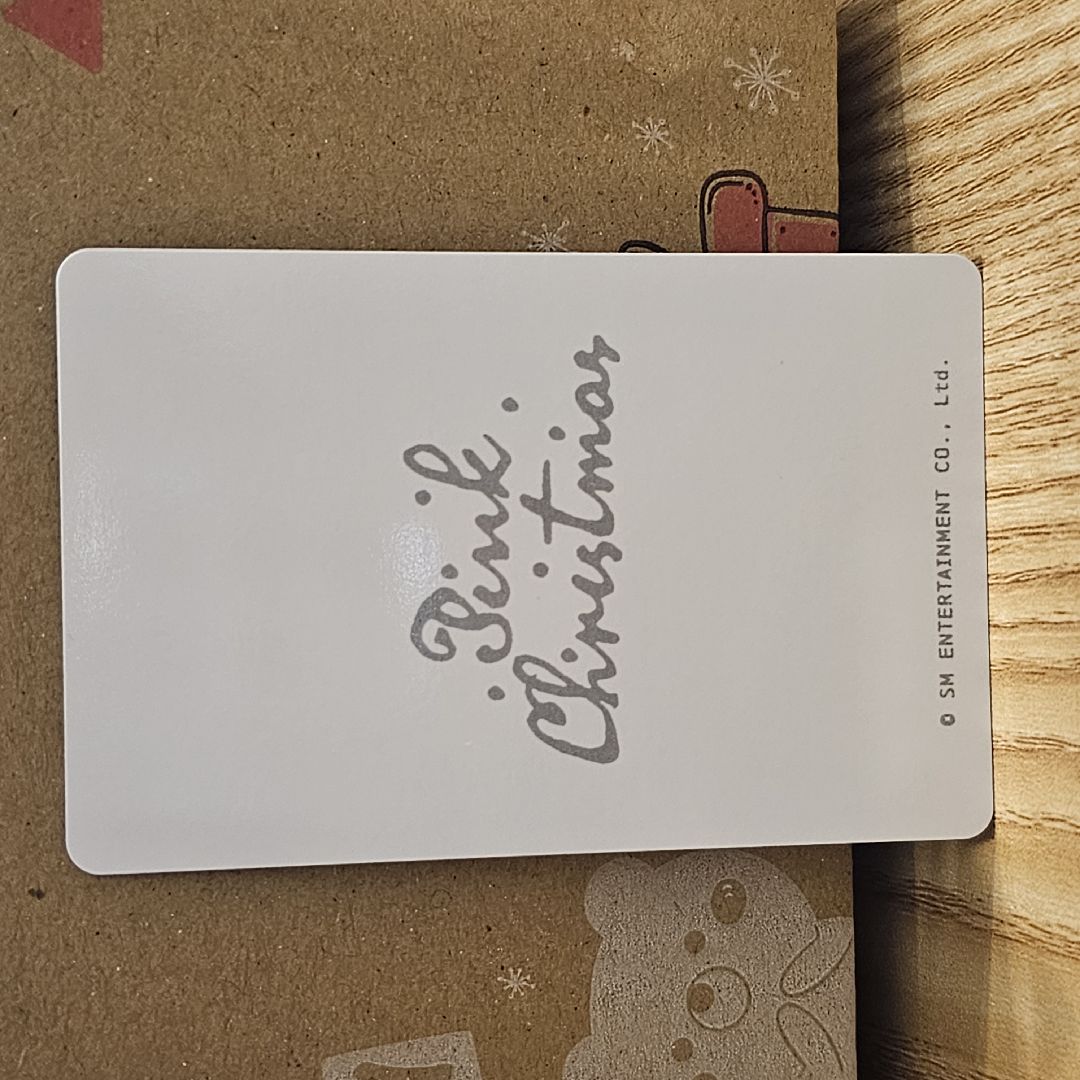 Pink
Christmas
© SM ENTERTAINMENT CO., Ltd.